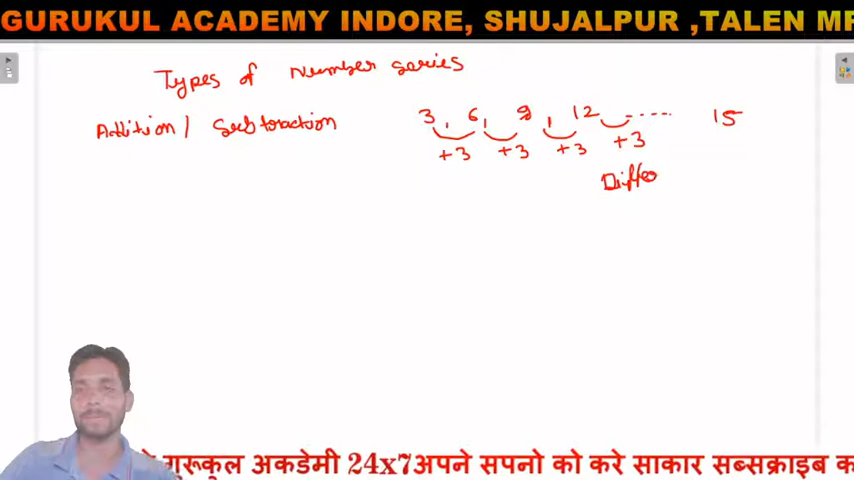 GURUKUL ACADEMY INDORE, SHUJALPUR ,TALEN MP
Types of Number series
Addition/ Subtraction 3, 6, 9, 12 ------ 15
+3 +3 +3 +3
Diffe
गुरूकुल अकडेमी 24x7अपने सपनो को करे साकार सब्सक्राइब क